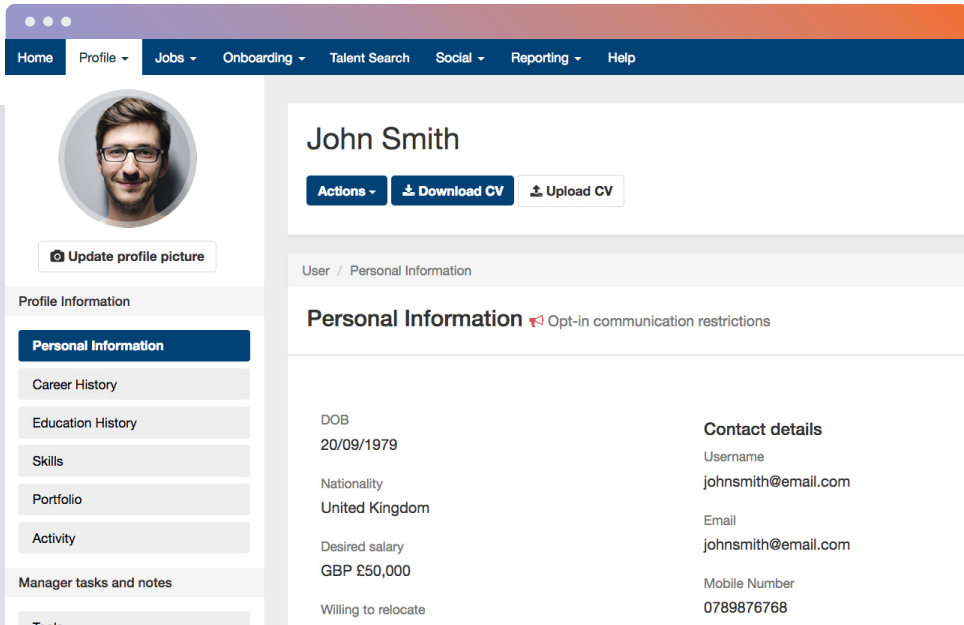 Home Profile Jobs Onboarding Talent Search Social Reporting Help
John Smith
Actions Download CV Upload CV
Update profile picture
Profile Information
Personal Information
Career History
Education History
Skills
Portfolio
Activity
Manager tasks and notes
User / Personal Information
Personal Information Opt-in communication restrictions
DOB
20/09/1979
Nationality
United Kingdom
Desired salary
GBP £50,000
Willing to relocate
Contact details
Username
johnsmith@email.com
Email
johnsmith@email.com
Mobile Number
0789876768